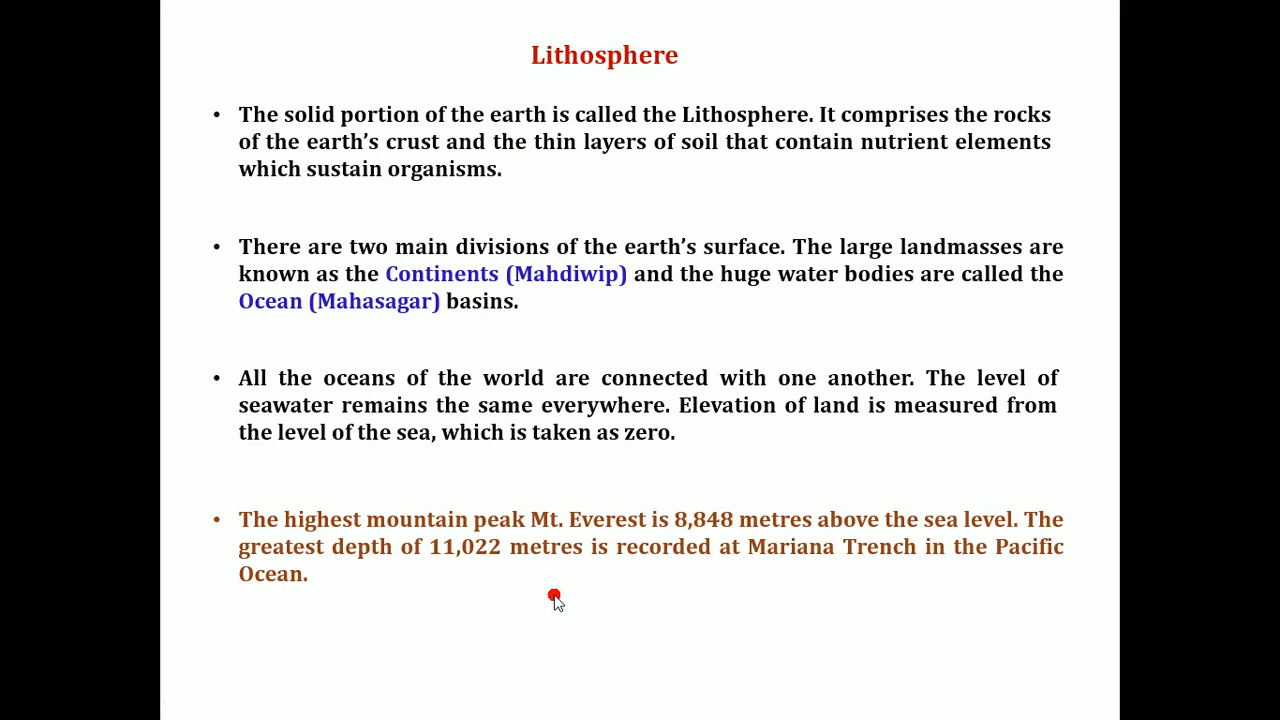 Lithosphere
• The solid portion of the earth is called the Lithosphere. It comprises the rocks
of the earth's crust and the thin layers of soil that contain nutrient elements
which sustain organisms.
• There are two main divisions of the earth's surface. The large landmasses are
known as the Continents (Mahdiwip) and the huge water bodies are called the
Ocean (Mahasagar) basins.
• All the oceans of the world are connected with one another. The level of
seawater remains the same everywhere. Elevation of land is measured from
the level of the sea, which is taken as zero.
• The highest mountain peak Mt. Everest is 8,848 metres above the sea level. The
greatest depth of 11,022 metres is recorded at Mariana Trench in the Pacific
Ocean.